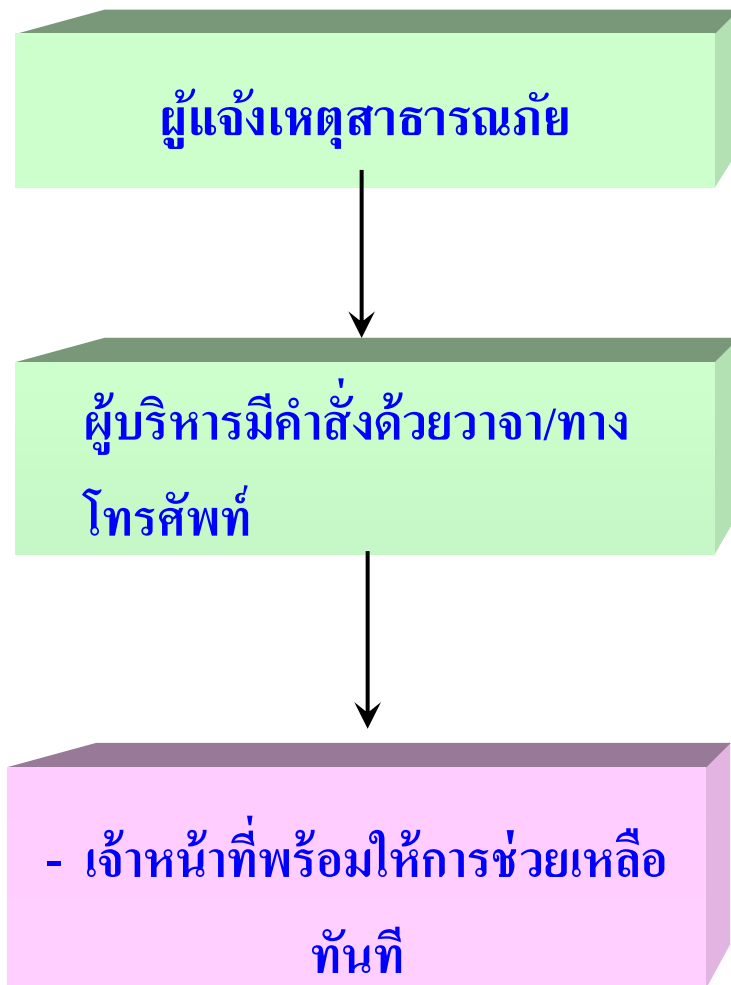 ผู้แจ้งเหตุสาธารณภัย
ผู้บริหารมีคำสั่งด้วยวาจา/ทาง
โทรศัพท์
- เจ้าหน้าที่พร้อมให้การช่วยเหลือ
ทันที